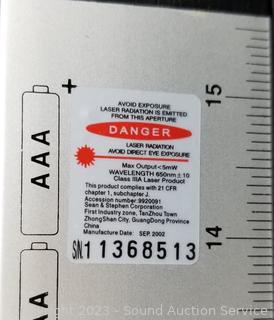 AVOID EXPOSURE
LASER RADIATION IS EMITTED
FROM THIS APERTURE
DANGER
LASER RADIATION
AVOID DIRECT EYE EXPOSURE
Max Output<5mW
WAVELENGTH 650nm±10
Class IIIA Laser Product
This product complies with 21 CFR
chapter 1, subchapter J.
Accession number:9920091
Sean & Stephen Corporation
First Industry zone, TanZhou Town
ZhongShan City, GuangDong Province
China
Manufacture Date: SEP. 2002
S.N. 11368513
+
AAA
AA
15
14
© 2023 - Sound Auction Service